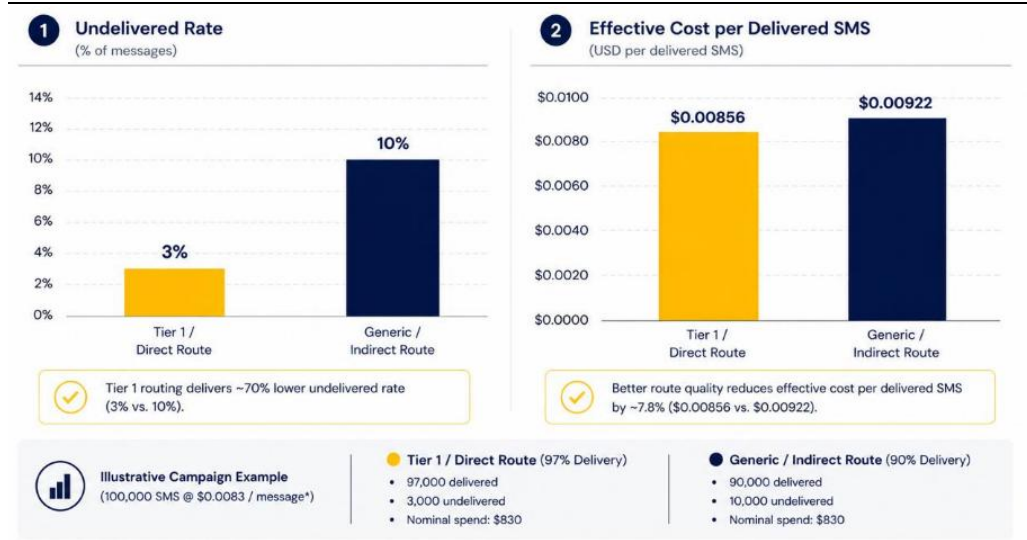 1 Undelivered Rate
(% of messages)
14%
12%
10%
8%
6%
4%
2%
0%
3%
10%
Tier 1 /
Direct Route
Generic /
Indirect Route
Tier 1 routing delivers ~70% lower undelivered rate
(3% vs. 10%).
2 Effective Cost per Delivered SMS
(USD per delivered SMS)
$0.0100
$0.0080
$0.0060
$0.0040
$0.0020
$0.0000
$0.00856
$0.00922
Tier 1 /
Direct Route
Generic /
Indirect Route
Better route quality reduces effective cost per delivered SMS
by ~7.8% ($0.00856 vs. $0.00922).
Illustrative Campaign Example
(100,000 SMS @ $0.0083 / message*)
Tier 1 / Direct Route (97% Delivery)
• 97,000 delivered
• 3,000 undelivered
• Nominal spend: $830
Generic / Indirect Route (90% Delivery)
• 90,000 delivered
• 10,000 undelivered
• Nominal spend: $830